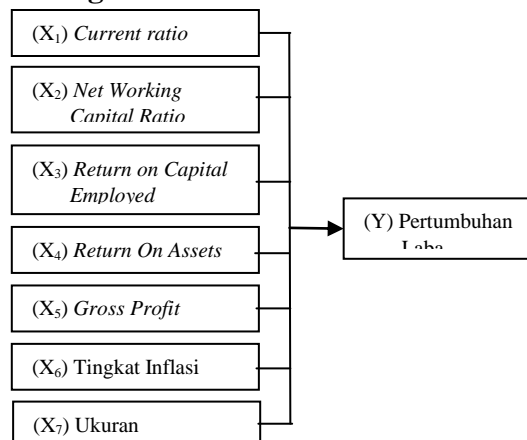 (X₁) Current ratio
(X₂) Net Working
Capital Ratio
(X₃) Return on Capital
Employed
(X₄) Return On Assets
(X₅) Gross Profit
(X₆) Tingkat Inflasi
(X₇) Ukuran
(Y) Pertumbuhan
Laba